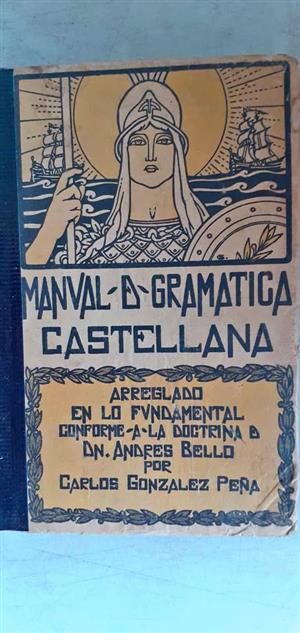 MANVAL-D-GRAMATICA
CASTELLANA
ARREGLADO
EN LO FVNDAMENTAL
CONFORME-A-LA DOCTRINA D
DN. ANDRES BELLO
POR
CARLOS GONZALEZ PEÑA